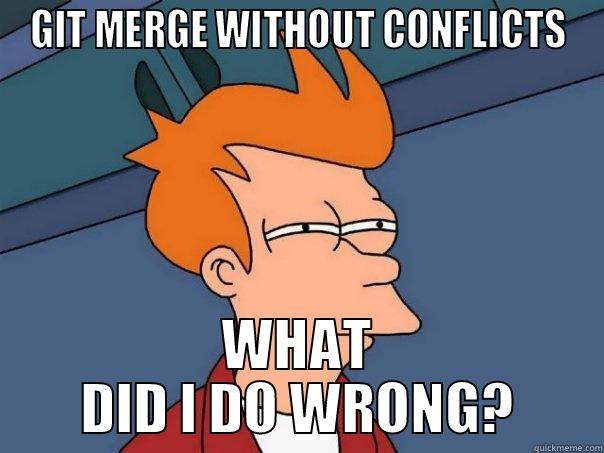 GIT MERGE WITHOUT CONFLICTS
WHAT
DID I DO WRONG?
quickmeme.com